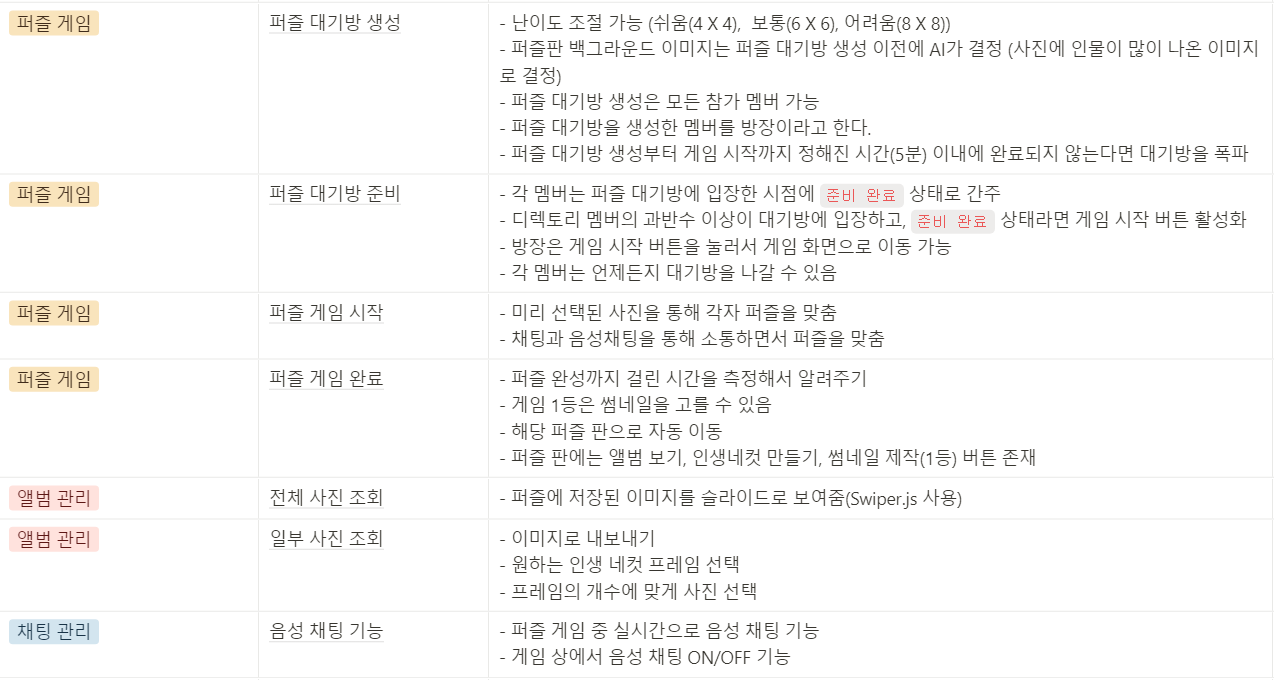 퍼즐 게임
퍼즐 대기방 생성
- 난이도 조절 가능 (쉬움(4 X 4), 보통(6 X 6), 어려움(8 X 8))
- 퍼즐판 백그라운드 이미지는 퍼즐 대기방 생성 이전에 AI가 결정 (사진에 인물이 많이 나온 이미지
로 결정)
- 퍼즐 대기방 생성은 모든 참가 멤버 가능
- 퍼즐 대기방을 생성한 멤버를 방장이라고 한다.
- 퍼즐 대기방 생성부터 게임 시작까지 정해진 시간(5분) 이내에 완료되지 않는다면 대기방을 폭파
퍼즐 게임
퍼즐 대기방 준비
- 각 멤버는 퍼즐 대기방에 입장한 시점에 준비 완료 상태로 간주
- 디렉토리 멤버의 과반수 이상이 대기방에 입장하고, 준비 완료 상태라면 게임 시작 버튼 활성화
- 방장은 게임 시작 버튼을 눌러서 게임 화면으로 이동 가능
- 각 멤버는 언제든지 대기방을 나갈 수 있음
퍼즐 게임
퍼즐 게임 시작
- 미리 선택된 사진을 통해 각자 퍼즐을 맞춤
- 채팅과 음성채팅을 통해 소통하면서 퍼즐을 맞춤
퍼즐 게임
퍼즐 게임 완료
- 퍼즐 완성까지 걸린 시간을 측정해서 알려주기
- 게임 1등은 썸네일을 고를 수 있음
- 해당 퍼즐 판으로 자동 이동
- 퍼즐 판에는 앨범 보기, 인생네컷 만들기, 썸네일 제작(1등) 버튼 존재
앨범 관리
전체 사진 조회
- 퍼즐에 저장된 이미지를 슬라이드로 보여줌(Swiper.js 사용)
앨범 관리
일부 사진 조회
- 이미지로 내보내기
- 원하는 인생 네컷 프레임 선택
- 프레임의 개수에 맞게 사진 선택
채팅 관리
음성 채팅 기능
- 퍼즐 게임 중 실시간으로 음성 채팅 기능
- 게임 상에서 음성 채팅 ON/OFF 기능